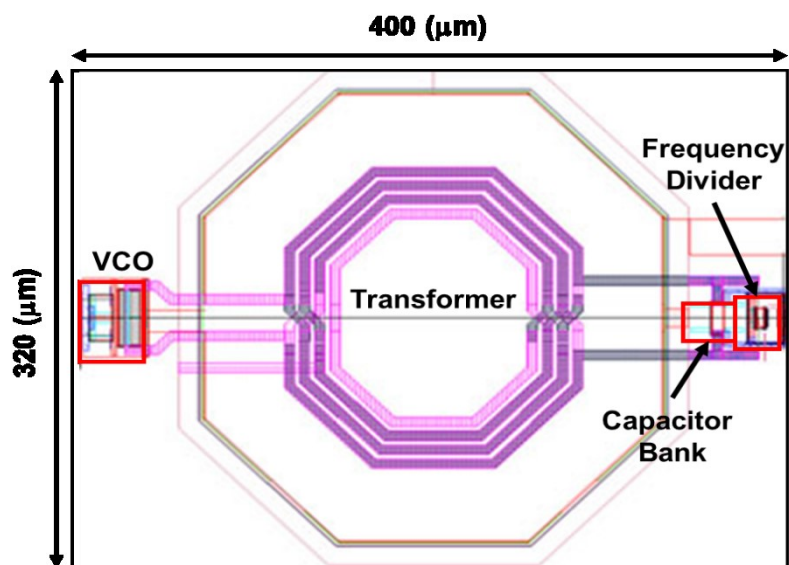 400 (μm)
Frequency
Divider
VCO
Transformer
320 (μm)
Capacitor
Bank